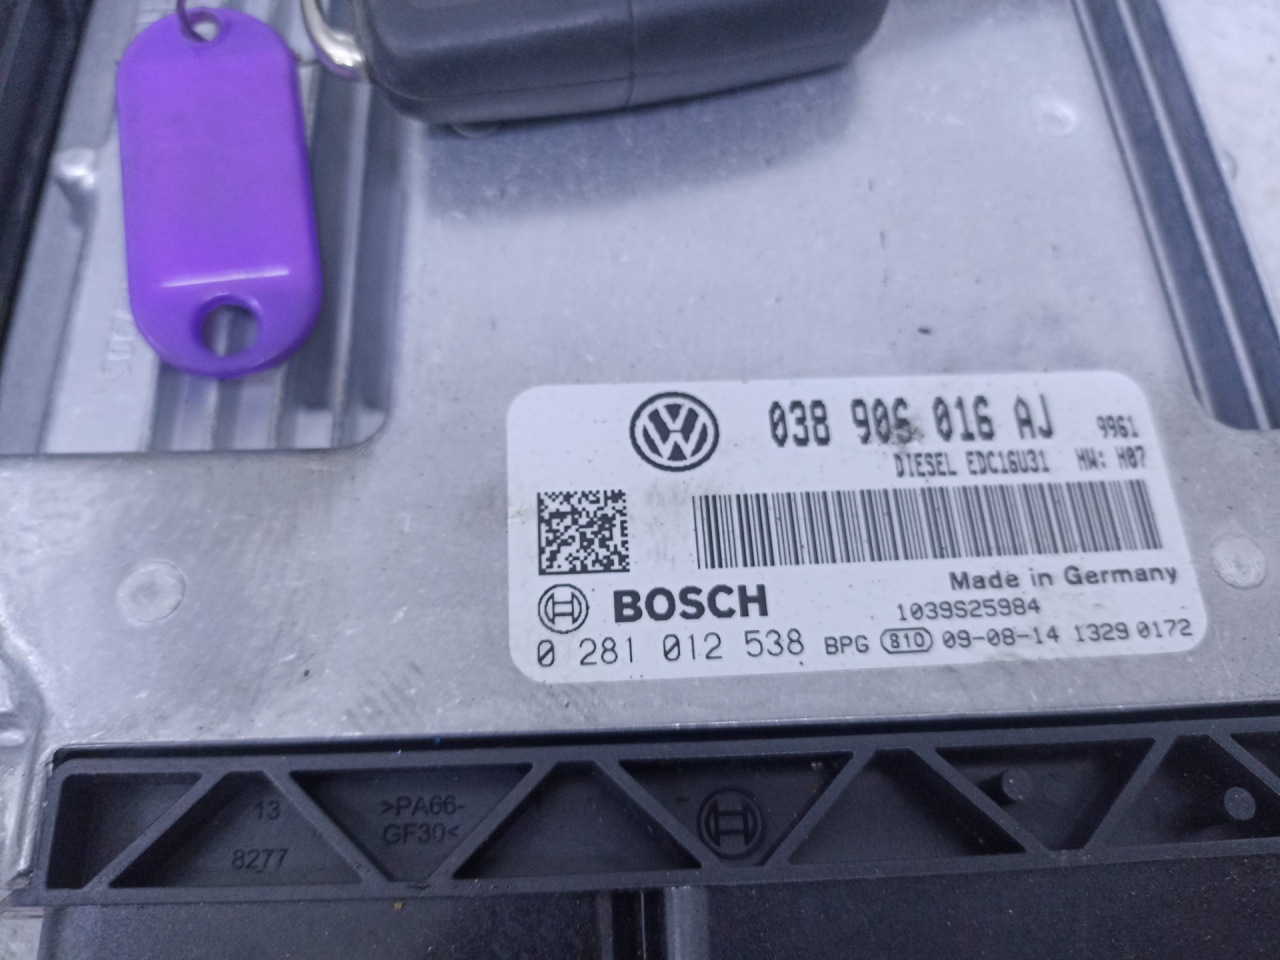 038 906 016 AJ 9961
DIESEL EDC16U31 HW: H07
Made in Germany
BOSCH
1039S25984
0 281 012 538 BPG 810 09-08-14 1329 0172
13
8277
>PA66-
GF30<